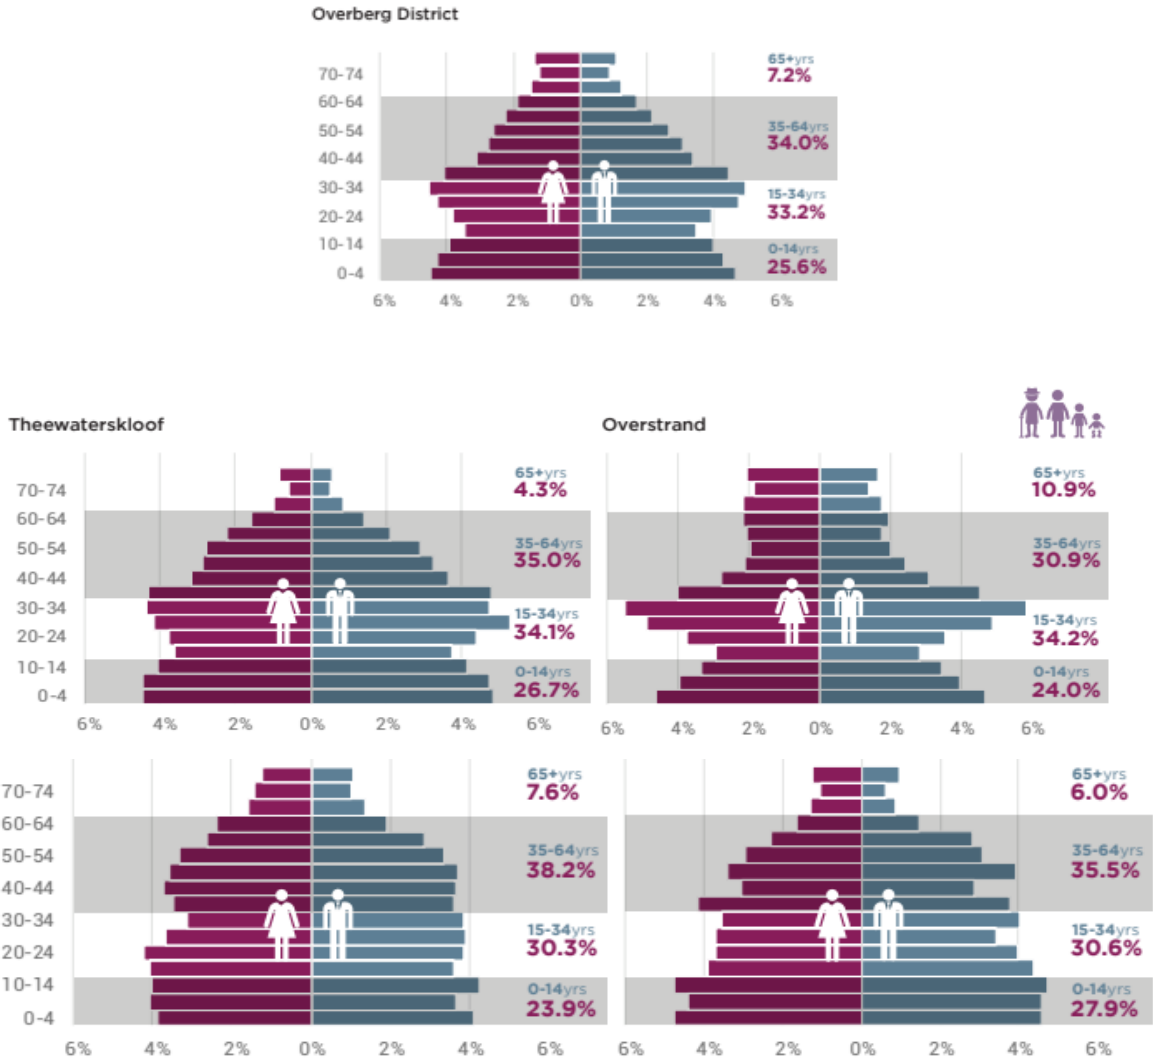 Overberg District
65+yrs
70-74
7.2%
60-64
35-64yrs
50-54
34.0%
40-44
30-34
15-34yrs
20-24
33.2%
10-14
0-14yrs
0-4
25.6%
6% 4% 2% 0% 2% 4% 6%
Theewaterskloof
65+yrs
70-74
4.3%
60-64
35-64yrs
50-54
35.0%
40-44
30-34
15-34yrs
20-24
34.1%
10-14
0-14yrs
0-4
26.7%
6% 4% 2% 0% 2% 4% 6%
Overstrand
65+yrs
10.9%
35-64yrs
30.9%
15-34yrs
34.2%
0-14yrs
24.0%
6% 4% 2% 0% 2% 4% 6%
65+yrs
70-74
7.6%
60-64
35-64yrs
50-54
38.2%
40-44
30-34
15-34yrs
20-24
30.3%
10-14
0-14yrs
23.9%
0-4
6% 4% 2% 0% 2% 4% 6%
65+yrs
6.0%
35-64yrs
35.5%
15-34yrs
30.6%
0-14yrs
27.9%
6% 4% 2% 0% 2% 4% 6%